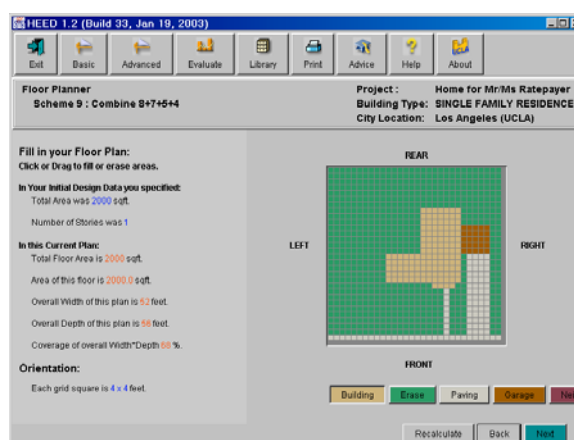 HEED 1.2 (Build 33, Jan 19, 2003)
Exit
Basic
Advanced
Evaluate
Library
Print
Advice
Help
About
Floor Planner
Scheme 9 : Combine 8+7+5+4
Project : Home for Mr/Ms Ratepayer
Building Type: SINGLE FAMILY RESIDENCE
City Location: Los Angeles (UCLA)
Fill in your Floor Plan:
Click or Drag to fill or erase areas.
In Your Initial Design Data you specified:
Total Area was 2000 sqft.
Number of Stories was 1
In this Current Plan:
Total Floor Area is 2000 sqft.
Area of this floor is 2000.0 sqft.
Overall Width of this plan is 52 feet.
Overall Depth of this plan is 56 feet.
Coverage of overall Width*Depth 68 %.
Orientation:
Each grid square is 4 x 4 feet.
REAR
LEFT
RIGHT
FRONT
Building
Erase
Paving
Garage
Nei
Recalculate
Back
Next